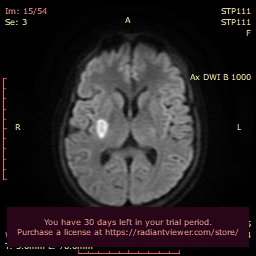 Im: 15/54
Se: 3
A
STP111
STP111
F
Ax DWI B 1000
R
L
You have 30 days left in your trial period.
Purchase a license at https://radiantviewer.com/store/